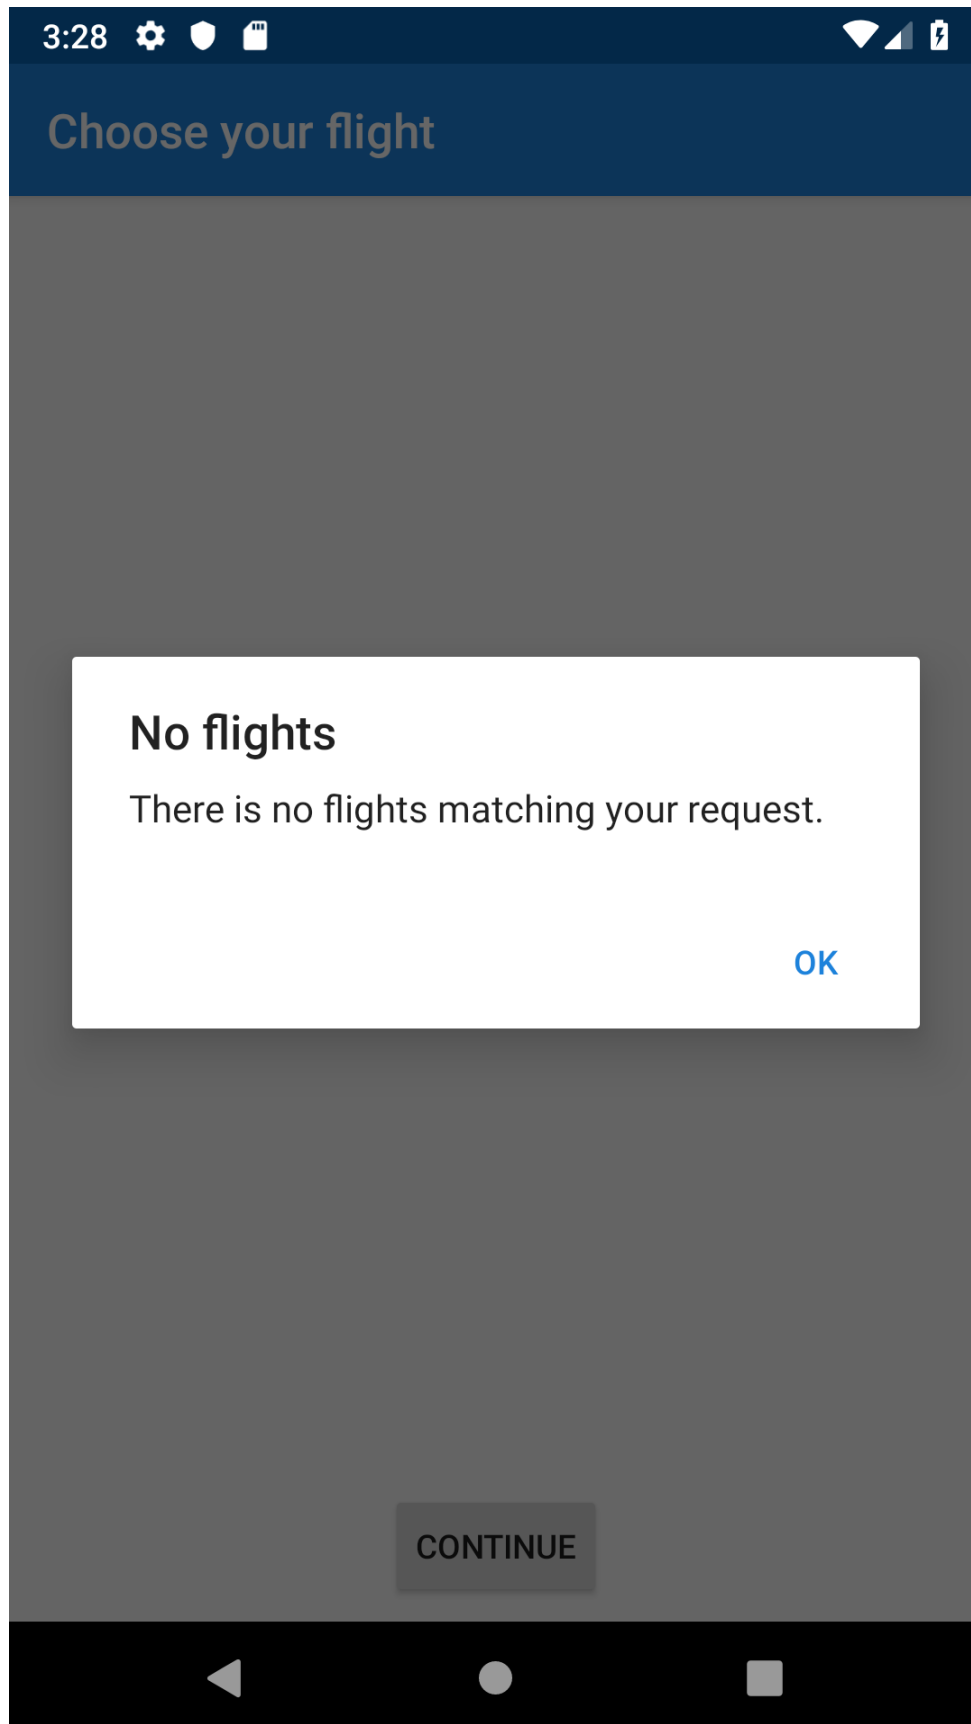 3:28
Choose your flight
No flights
There is no flights matching your request.
OK
CONTINUE